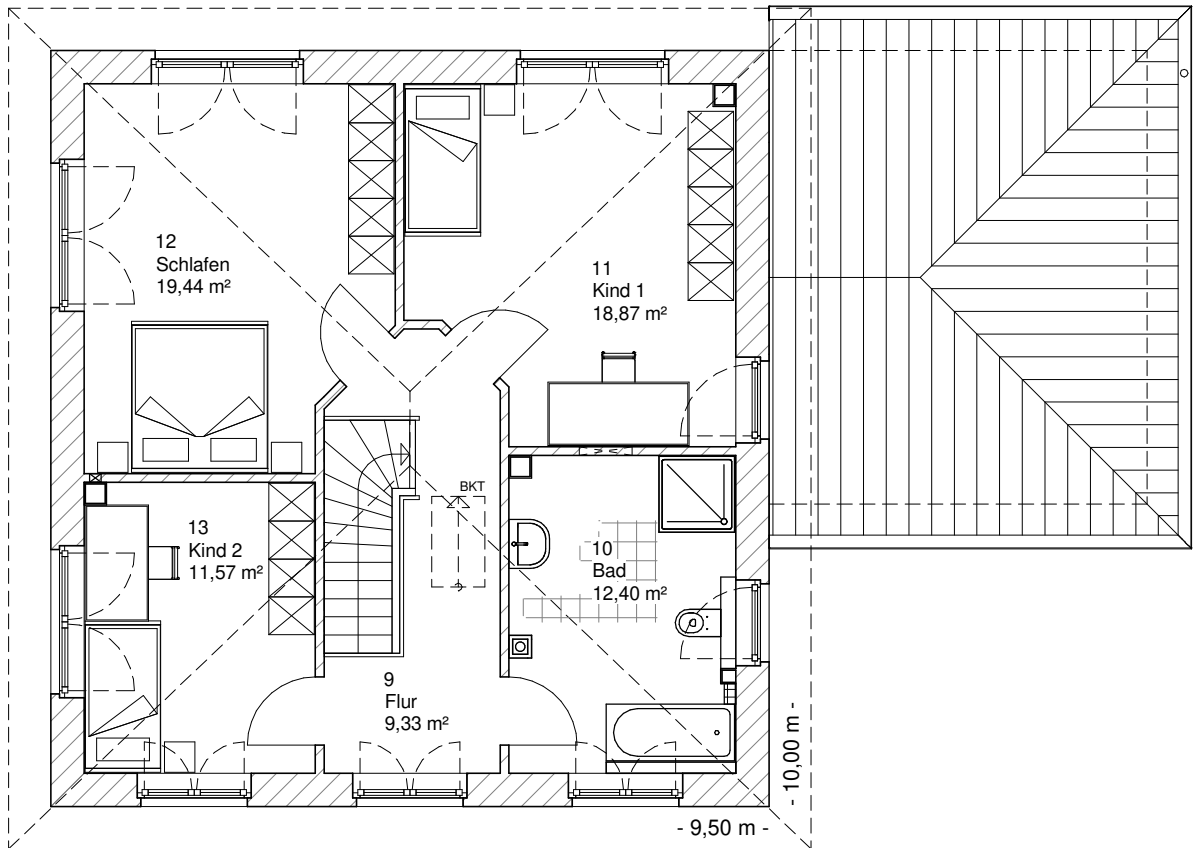 12
Schlafen
19,44 m²
11
Kind 1
18,87 m²
BKT
13
Kind 2
11,57 m²
10
Bad
12,40 m²
9
Flur
9,33 m²
- 10,00 m -
- 9,50 m -